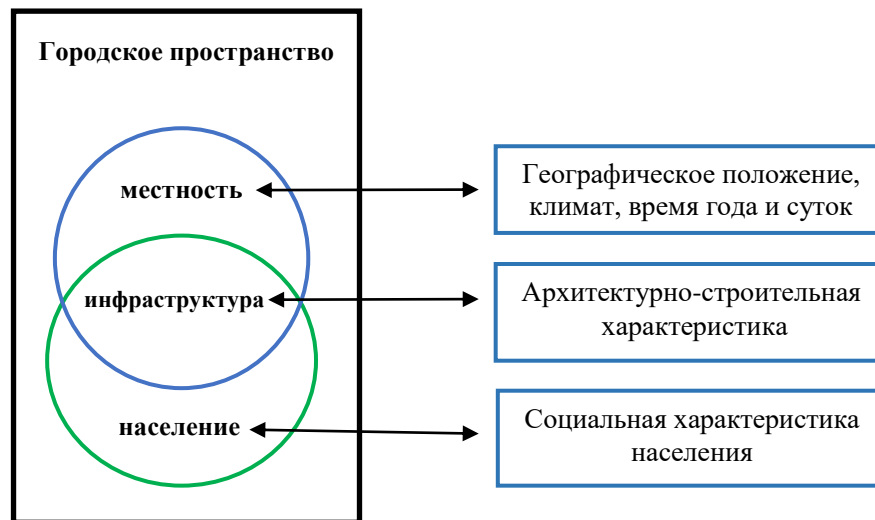 Городское пространство
местность
Географическое положение,
климат, время года и суток
инфраструктура
Архитектурно-строительная
характеристика
население
Социальная характеристика
населения